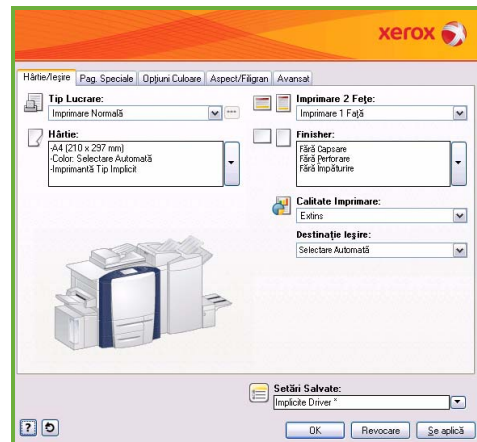 xerox
Hârtie/Ieşire Pag. Speciale Opţiuni Culoare Aspect/Filigran Avansat
Tip Lucrare:
Imprimare Normală
Hârtie:
-A4 (210 x 297 mm)
-Color: Selectare Automată
-Imprimantă Tip Implicit
Imprimare 2 Feţe:
Imprimare 1 Faţă
Finisher:
Fără Capsare
Fără Perforare
Fără Împăturire
Calitate Imprimare:
Extins
Destinaţie Ieşire:
Selectare Automată
Setări Salvate:
Implicite Driver *
? OK Revocare Se aplică